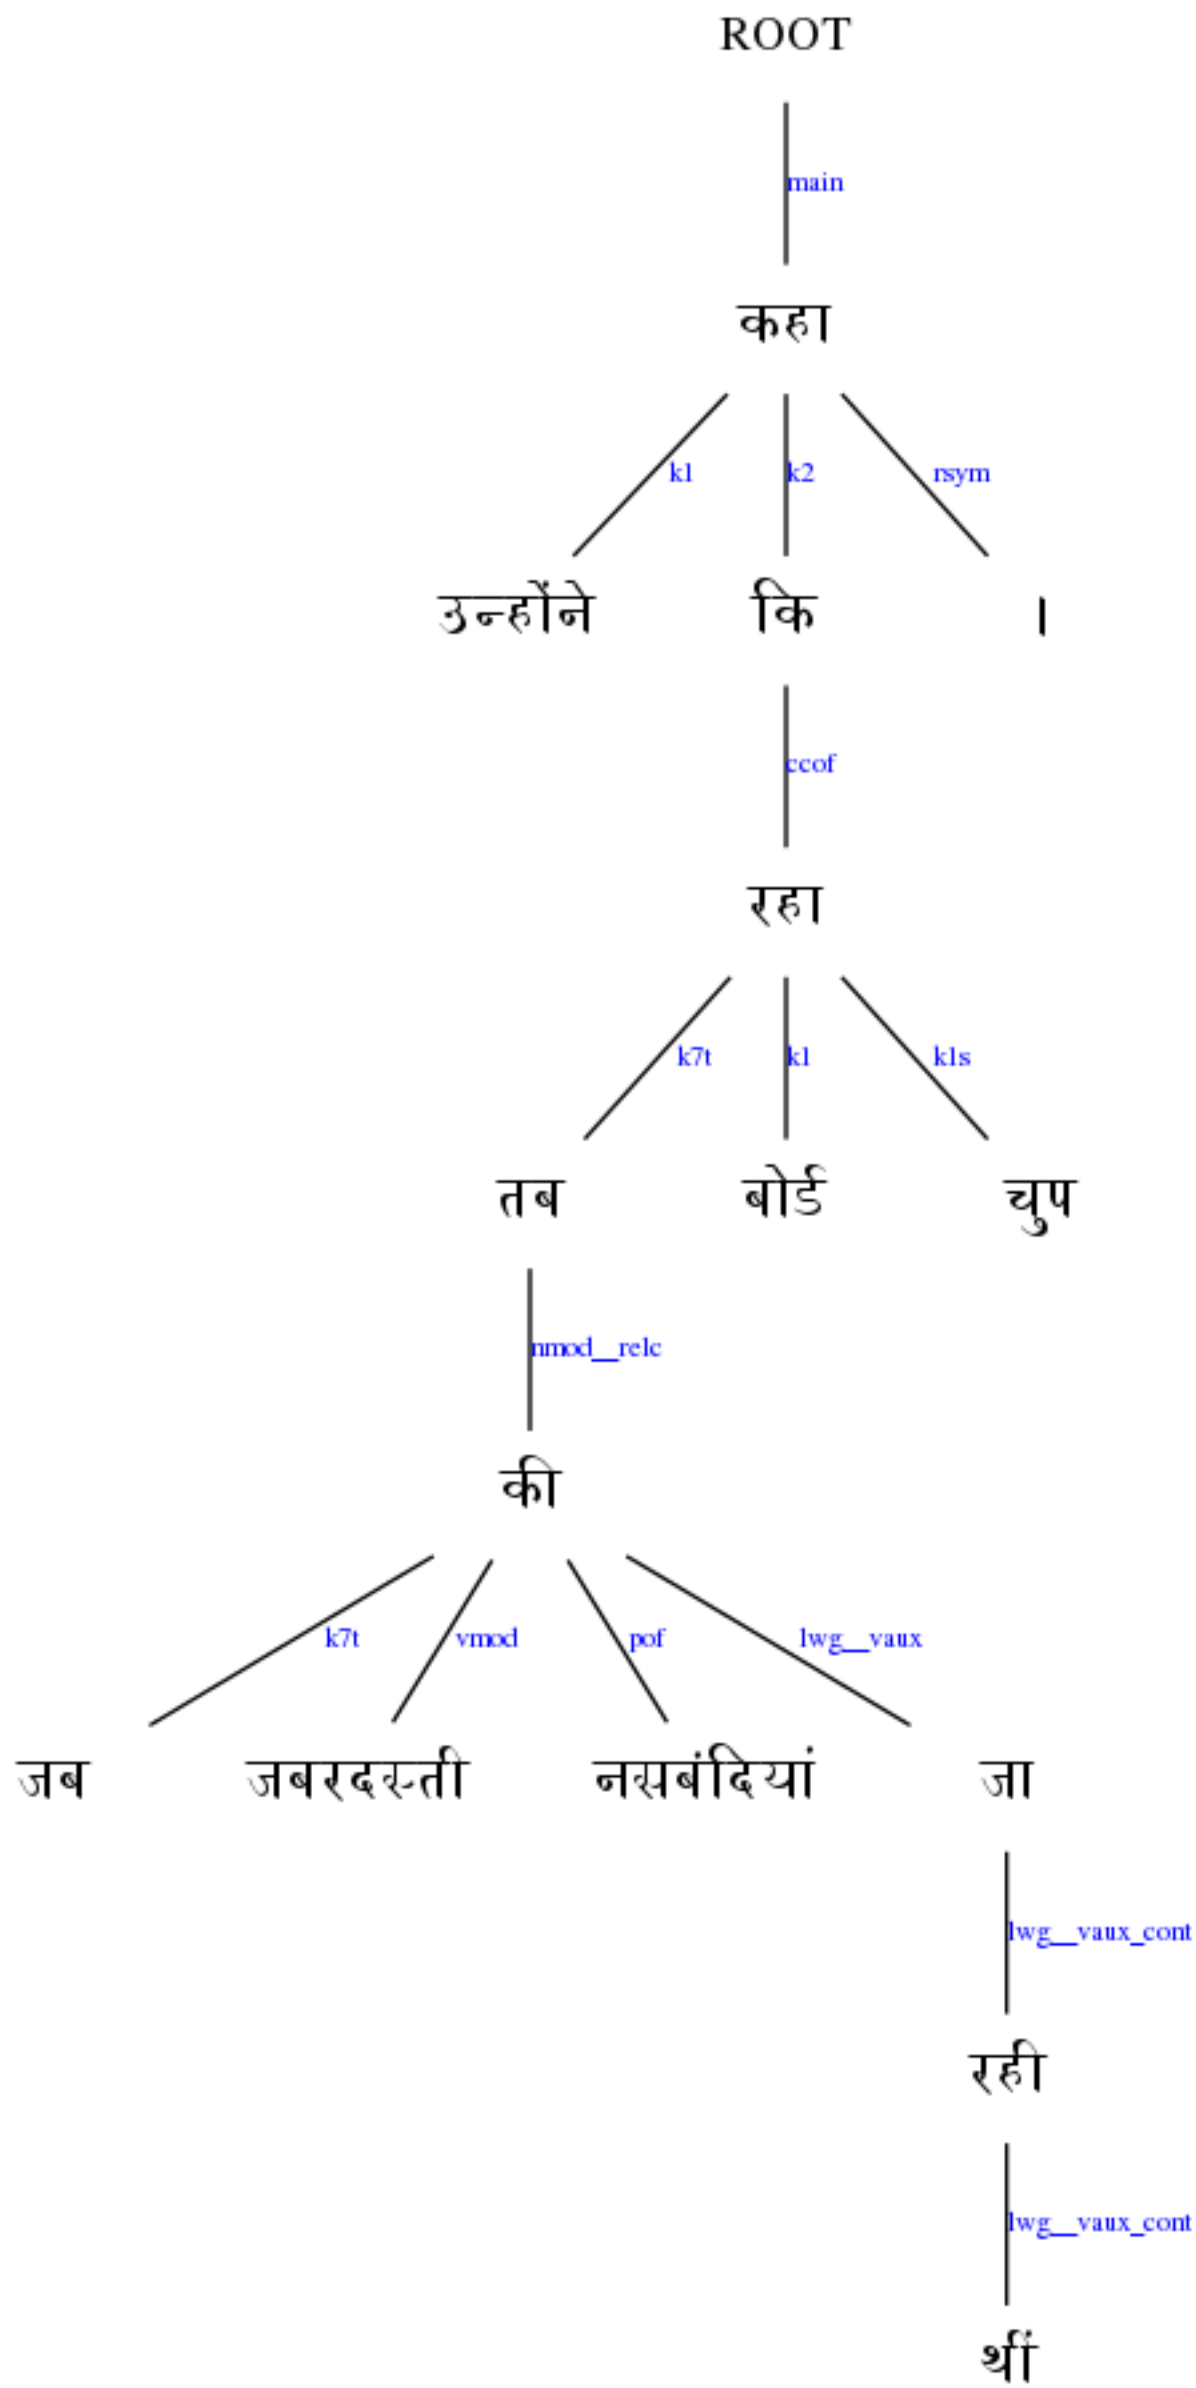 ROOT
main
कहा
k1 k2 rsym
उन्होंने कि ।
ccof
रहा
k7t k1 k1s
तब बोर्ड चुप
nmod__relc
की
k7t vmod pof lwg__vaux
जब जबरदस्ती नसबंदियां जा
lwg__vaux_cont
रही
lwg__vaux_cont
थीं